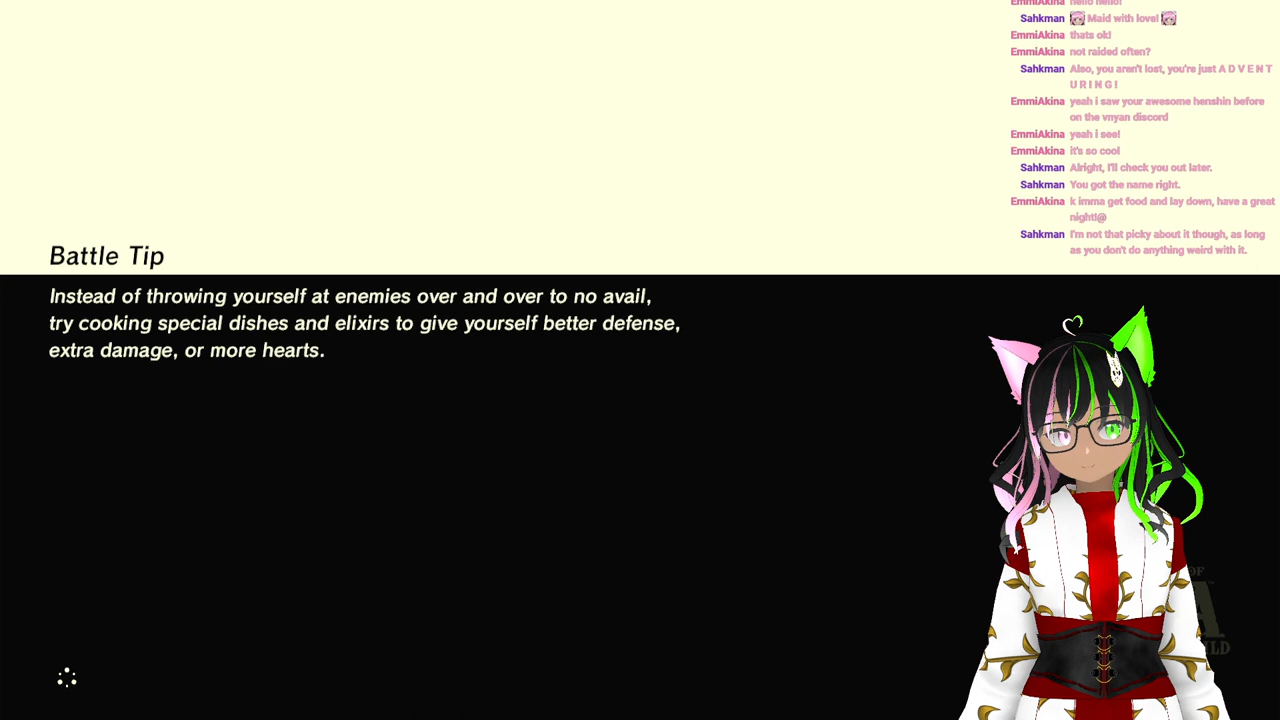 EmmiAkina hello hello!
Sahkman Maid with love!
EmmiAkina thats ok!
EmmiAkina not raided often?
Sahkman Also, you aren't lost, you're just A D V E N T
U R I N G !
EmmiAkina yeah i saw your awesome henshin before
on the vnyan discord
EmmiAkina yeah i see!
EmmiAkina it's so cool
Sahkman Alright, I'll check you out later.
Sahkman You got the name right.
EmmiAkina k imma get food and lay down, have a great
night!@
Sahkman I'm not that picky about it though, as long
as you don't do anything weird with it.
Battle Tip
Instead of throwing yourself at enemies over and over to no avail,
try cooking special dishes and elixirs to give yourself better defense,
extra damage, or more hearts.
OF
A
ILD